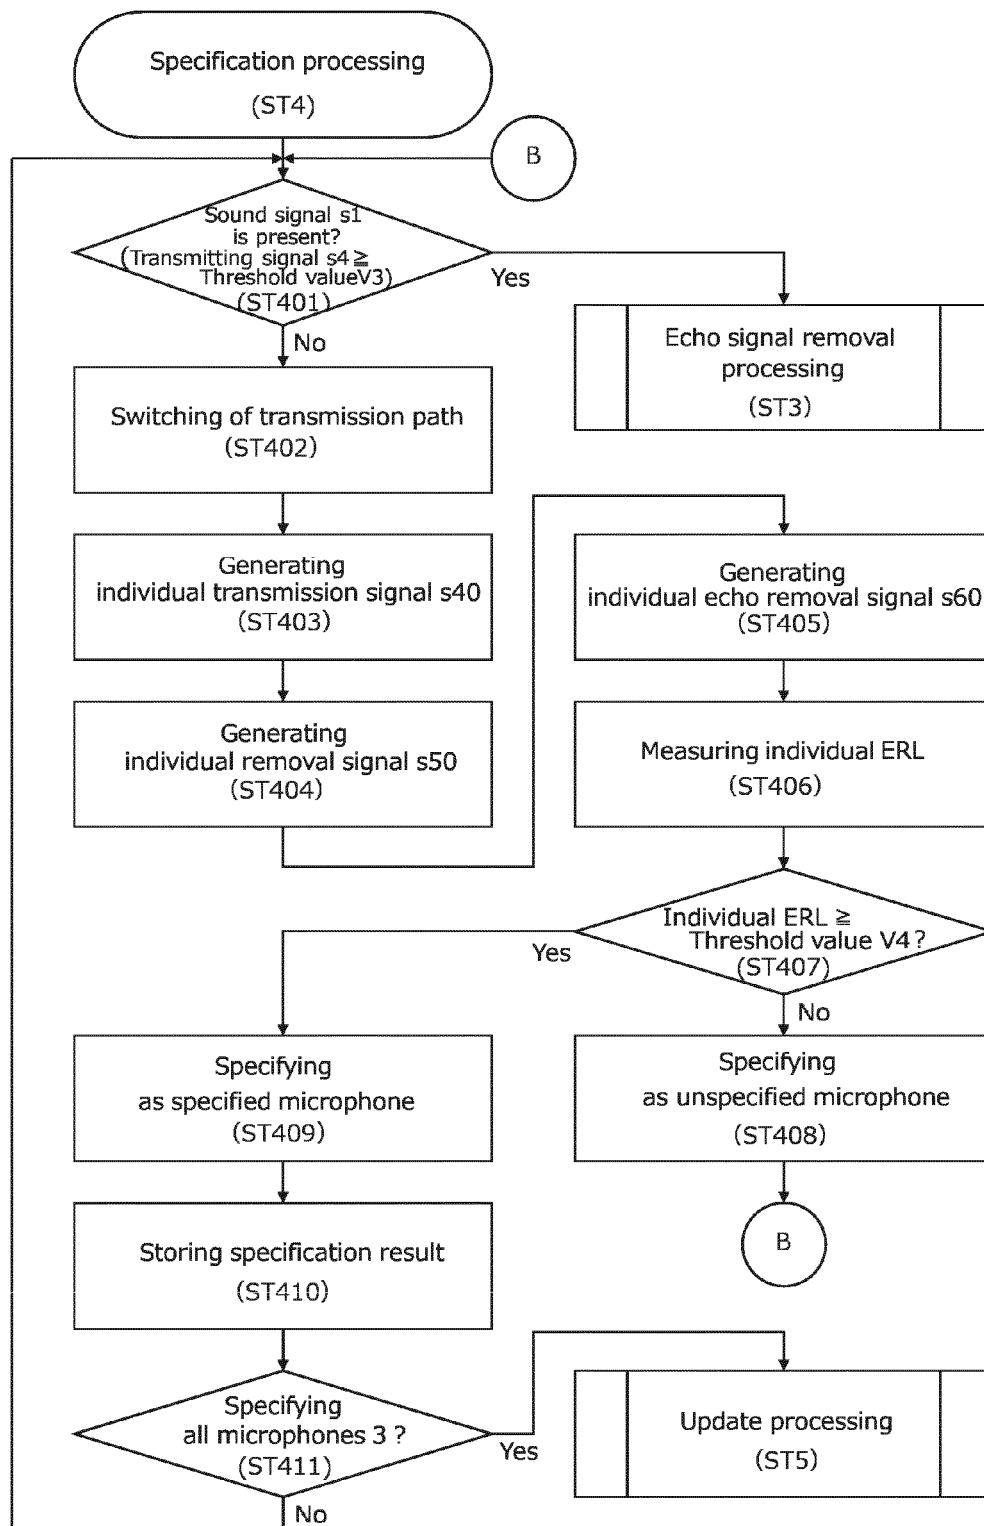 Specification processing
(ST4)
B
Sound signal s1
is present?
(Transmitting signal s4≧
Threshold valueV3)
(ST401)
Yes
No
Echo signal removal
processing
(ST3)
Switching of transmission path
(ST402)
Generating
individual transmission signal s40
(ST403)
Generating
individual removal signal s50
(ST404)
Generating
individual echo removal signal s60
(ST405)
Measuring individual ERL
(ST406)
Individual ERL ≧
Threshold value V4?
(ST407)
Yes
No
Specifying
as specified microphone
(ST409)
Specifying
as unspecified microphone
(ST408)
B
Storing specification result
(ST410)
Specifying
all microphones 3 ?
(ST411)
Yes
No
Update processing
(ST5)